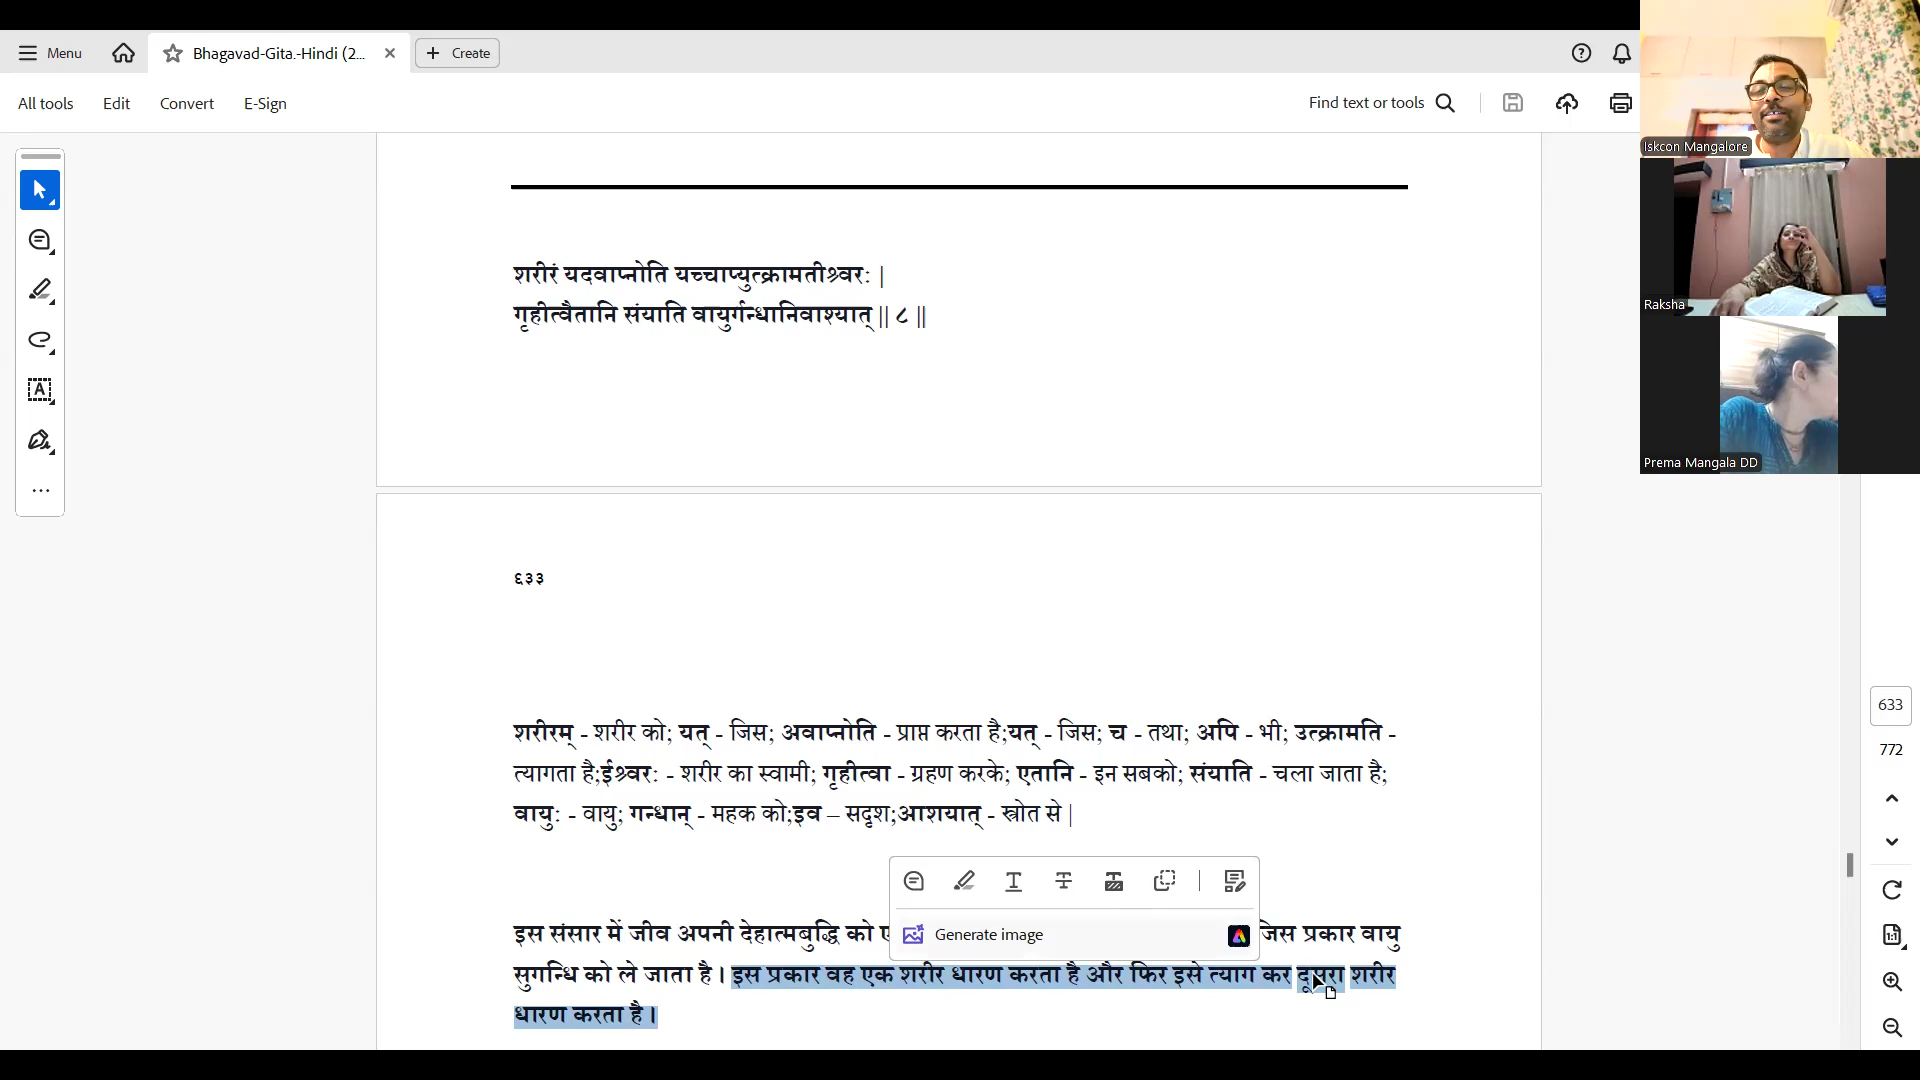 Menu
Bhagavad-Gita.-Hindi (2...
Create
All tools
Edit
Convert
E-Sign
Find text or tools
Iskcon Mangalore
Raksha
Prema Mangala DD
शरीरं यदवाप्नोति यच्चाप्युत्क्रामतीश्र्वरः |
गृहीत्वैतानि संयाति वायुर्गन्धानिवाश्यात् || ८ ||
६३३
शरीरम् - शरीर को; यत् - जिस; अवाप्नोति - प्राप्त करता है;यत् - जिस; च - तथा; अपि - भी; उत्क्रामति -
त्यागता है;ईश्र्वरः - शरीर का स्वामी; गृहीत्वा - ग्रहण करके; एतानि - इन सबको; संयाति - चला जाता है;
वायुः - वायु; गन्धान् - महक को;इव – सदृश;आशयात् - स्त्रोत से |
Generate image
इस संसार में जीव अपनी देहात्मबुद्धि को जिस प्रकार वायु
सुगन्धि को ले जाता है। इस प्रकार वह एक शरीर धारण करता है और फिर इसे त्याग कर दूसरा शरीर
धारण करता है।
633
772